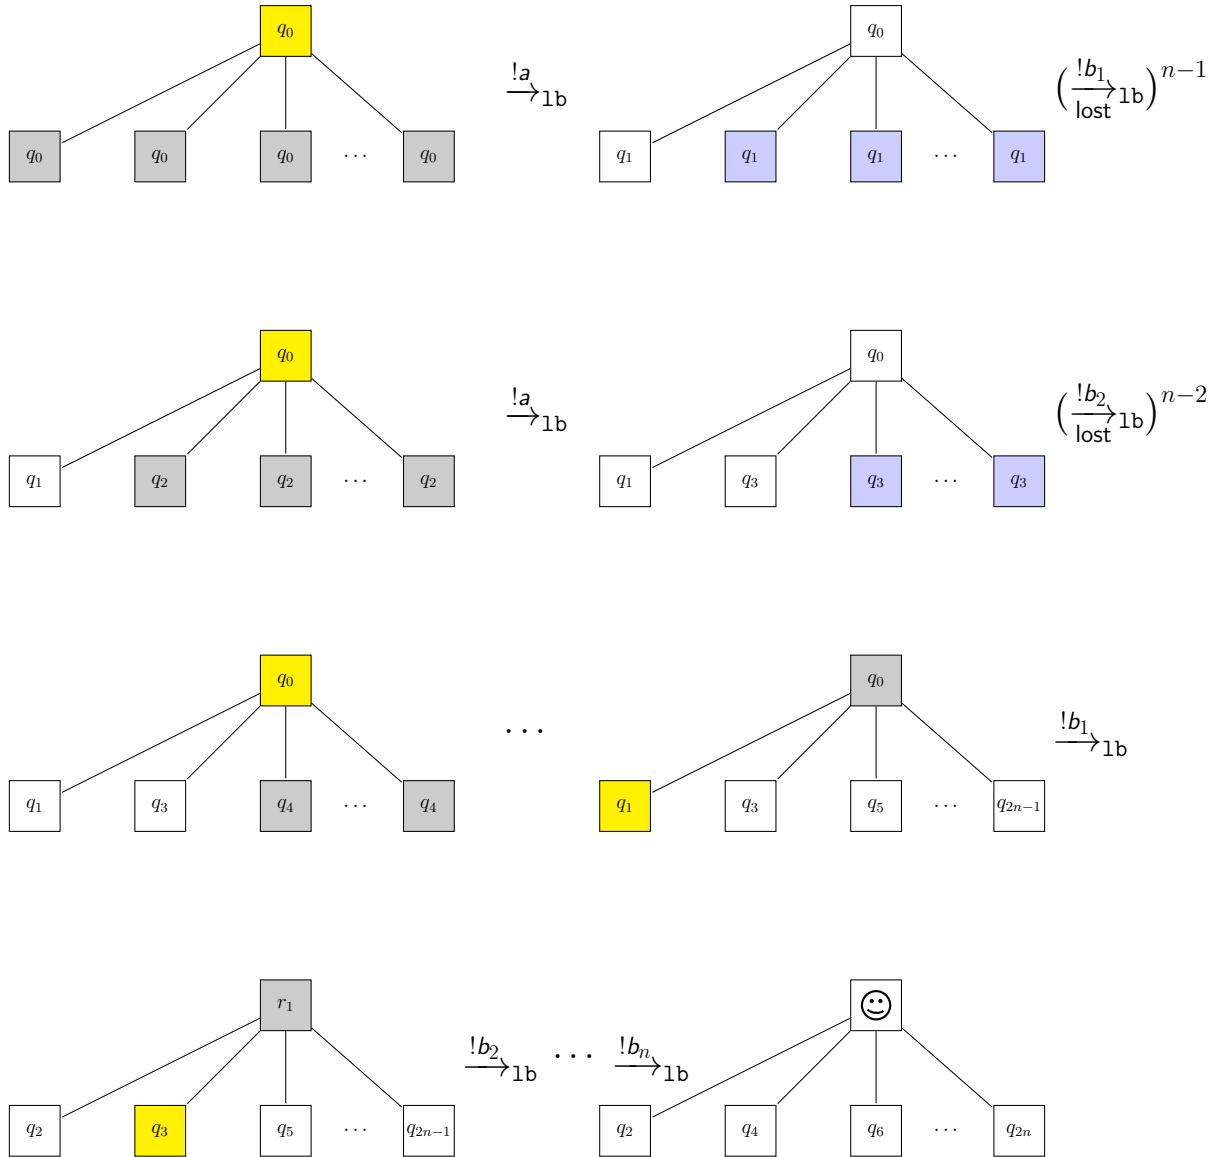 q₀ q₀
!a →lb (!b₁ →lb lost)ⁿ⁻¹
q₀ q₀ q₀ ··· q₀ q₁ q₁ q₁ ··· q₁
q₀ q₀
!a →lb (!b₂ →lb lost)ⁿ⁻²
q₁ q₂ q₂ ··· q₂ q₁ q₃ q₃ ··· q₃
q₀ q₀
··· !b₁ →lb
q₁ q₃ q₄ ··· q₄ q₁ q₃ q₅ ··· q₂ₙ₋₁
r₁ ☺
!b₂ →lb ··· !bₙ →lb
q₂ q₃ q₅ ··· q₂ₙ₋₁ q₂ q₄ q₆ ··· q₂ₙ